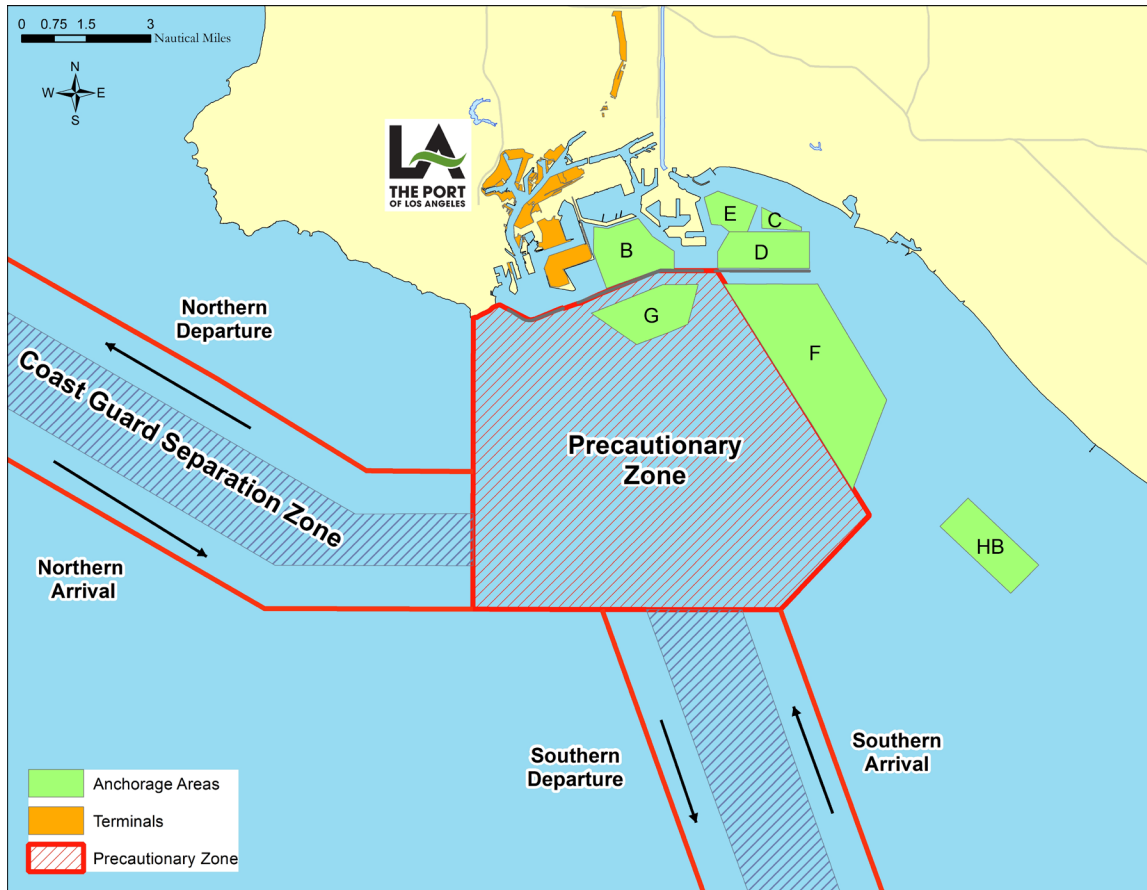 0 0.75 1.5 3
Nautical Miles
N
W E
S
LA
THE PORT
OF LOS ANGELES
E
C
B
D
G
F
Northern
Departure
Coast Guard Separation Zone
Precautionary
Zone
HB
Northern
Arrival
Southern
Departure
Southern
Arrival
Anchorage Areas
Terminals
Precautionary Zone